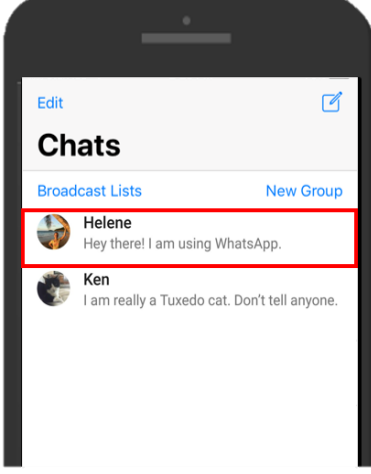 Edit
Chats
Broadcast Lists New Group
Helene
Hey there! I am using WhatsApp.
Ken
I am really a Tuxedo cat. Don't tell anyone.